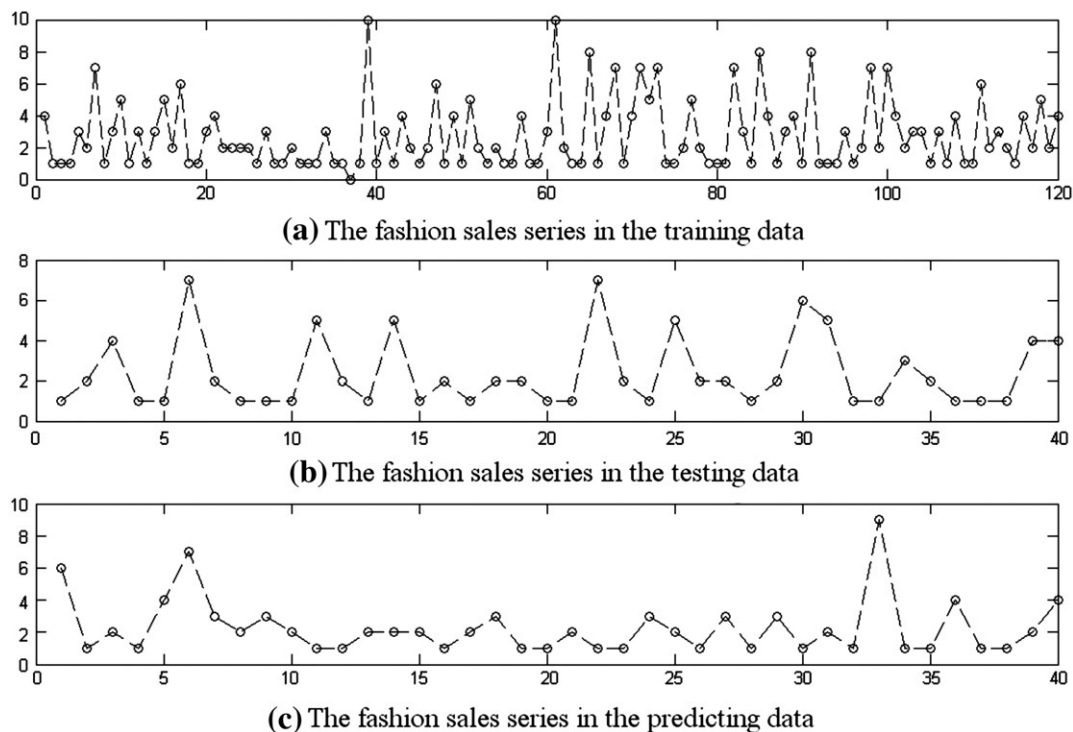 10
8
6
4
2
0
0 20 40 60 80 100 120
(a) The fashion sales series in the training data
8
6
4
2
0
0 5 10 15 20 25 30 35 40
(b) The fashion sales series in the testing data
10
8
6
4
2
0
0 5 10 15 20 25 30 35 40
(c) The fashion sales series in the predicting data